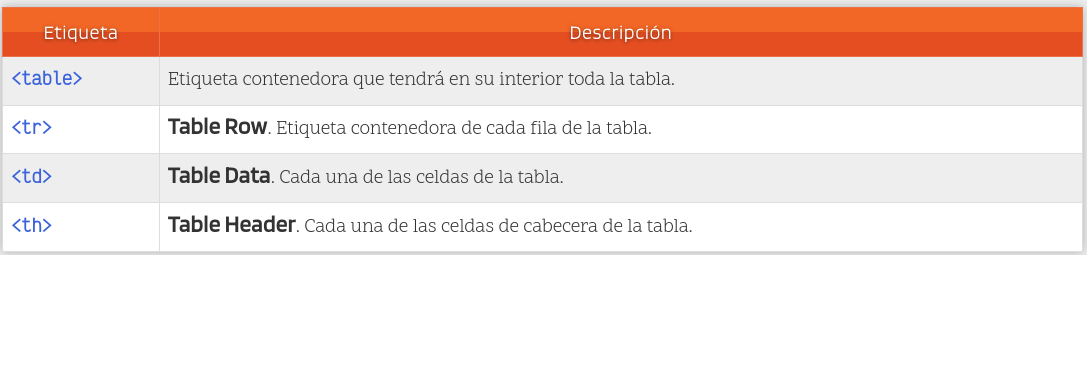 Etiqueta Descripción
<table> Etiqueta contenedora que tendrá en su interior toda la tabla.
<tr> Table Row. Etiqueta contenedora de cada fila de la tabla.
<td> Table Data. Cada una de las celdas de la tabla.
<th> Table Header. Cada una de las celdas de cabecera de la tabla.